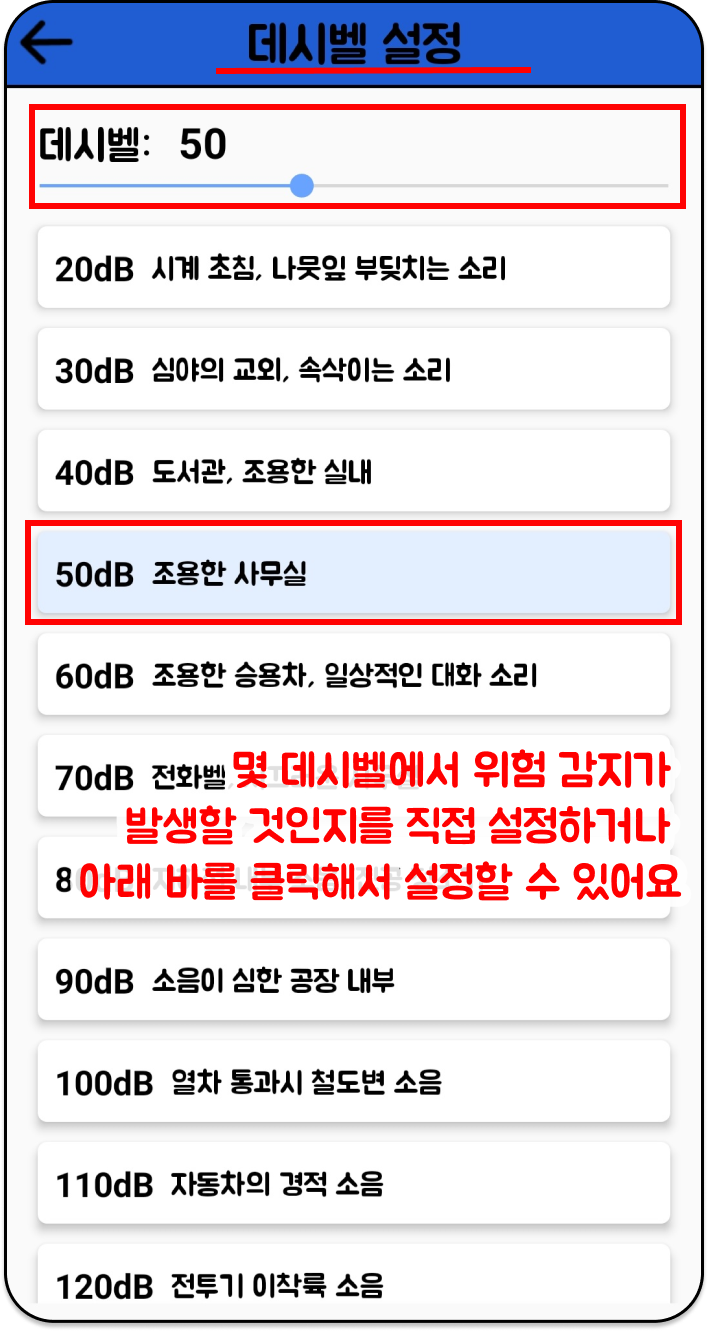 데시벨 설정
데시벨: 50
20dB 시계 초침, 나뭇잎 부딪치는 소리
30dB 심야의 교외, 속삭이는 소리
40dB 도서관, 조용한 실내
50dB 조용한 사무실
60dB 조용한 승용차, 일상적인 대화 소리
70dB 전화벨,
몇 데시벨에서 위험 감지가
발생할 것인지를 직접 설정하거나
8
아래 바를 클릭해서 설정할 수 있어요
90dB 소음이 심한 공장 내부
100dB 열차 통과시 철도변 소음
110dB 자동차의 경적 소음
120dB 전투기 이착륙 소음